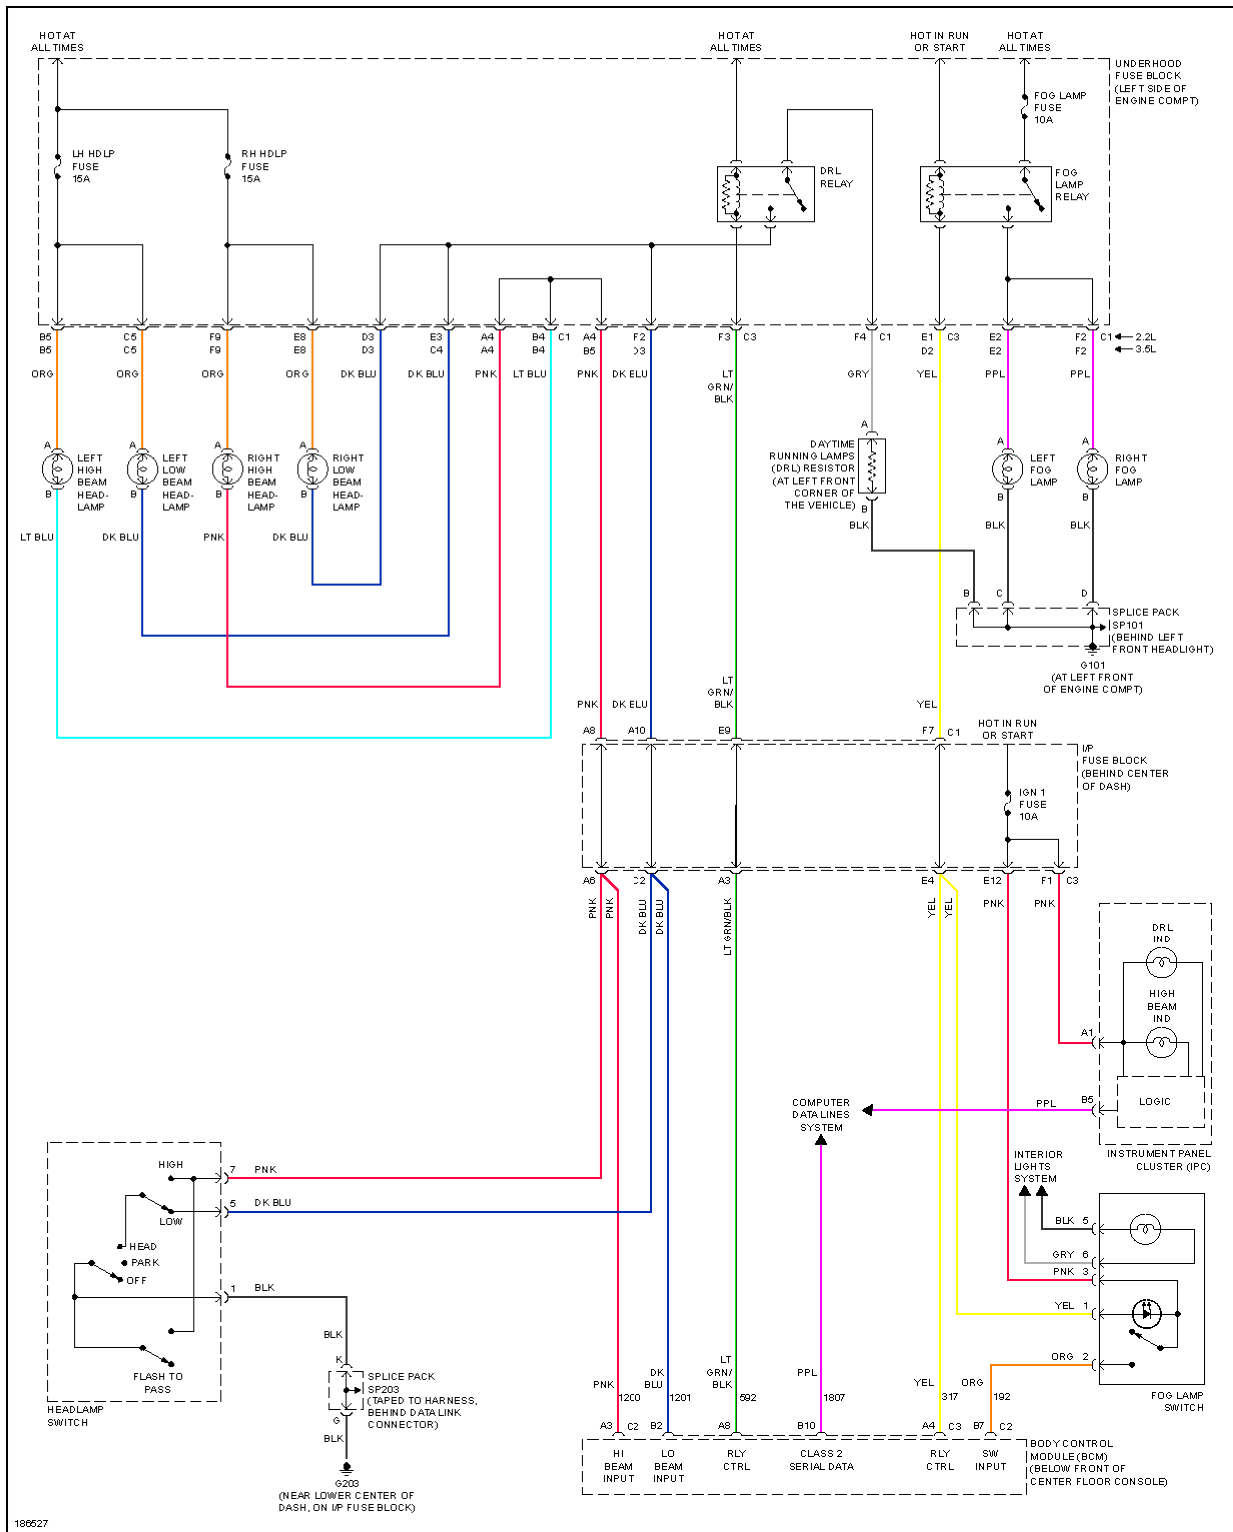 HOT AT
ALL TIMES
HOT AT
ALL TIMES
HOT IN RUN
OR START
HOT AT
ALL TIMES
UNDERHOOD
FUSE BLOCK
(LEFT SIDE OF
ENGINE COMPT)
FOG LAMP
FUSE
10A
LH HDLP
FUSE
15A
RH HDLP
FUSE
15A
DRL
RELAY
FOG
LAMP
RELAY
B5 C5 F9 E8 D3 E3 A4 B4 C1 A4 F2 F3 C3 F4 C1 E1 C3 E2 F2 C1 2.2L
B5 C5 F9 E8 D3 C4 A4 B4 B5 D3 D2 E2 F2 3.5L
ORG ORG ORG ORG DK BLU DK BLU PNK LT BLU PNK DK BLU
LT
GRN/
BLK
GRY YEL PPL PPL
A A A A A A A
LEFT
HIGH
BEAM
HEAD-
LAMP
LEFT
LOW
BEAM
HEAD-
LAMP
RIGHT
HIGH
BEAM
HEAD-
LAMP
RIGHT
LOW
BEAM
HEAD-
LAMP
DAYTIME
RUNNING LAMPS
(DRL) RESISTOR
(AT LEFT FRONT
CORNER OF
THE VEHICLE)
LEFT
FOG
LAMP
RIGHT
FOG
LAMP
B B B B B B B
LT BLU DK BLU PNK DK BLU BLK BLK BLK
B C D
SPLICE PACK
SP101
(BEHIND LEFT
FRONT HEADLIGHT)
G101
(AT LEFT FRONT
OF ENGINE COMPT)
PNK DK BLU
LT
GRN/
BLK
YEL
A8 A10 E9 F7 C1
HOT IN RUN
OR START
I/P
FUSE BLOCK
(BEHIND CENTER
OF DASH)
IGN 1
FUSE
10A
A6 C2 A3 E4 E12 F1 C3
PNK
PNK
DK BLU
DK BLU
LT GRN/BLK
YEL
YEL
PNK PNK
DRL
IND
HIGH
BEAM
IND
A1
LOGIC
PPL B5
INSTRUMENT PANEL
CLUSTER (IPC)
COMPUTER
DATA LINES
SYSTEM
INTERIOR
LIGHTS
SYSTEM
HIGH
7 PNK
5 DK BLU
LOW
HEAD
PARK
OFF
1 BLK
FLASH TO
PASS
HEADLAMP
SWITCH
BLK
K
SPLICE PACK
SP203
(TAPED TO HARNESS,
BEHIND DATA LINK
CONNECTOR)
G
BLK
G203
(NEAR LOWER CENTER OF
DASH, ON I/P FUSE BLOCK)
BLK 5
GRY 6
PNK 3
YEL 1
ORG 2
FOG LAMP
SWITCH
PNK
1200
DK
BLU
1201
LT
GRN/
BLK
592
PPL
1807
YEL
317
ORG
192
A3 C2 B2 A8 B10 A4 C3 B7 C2
HI
BEAM
INPUT
LO
BEAM
INPUT
RLY
CTRL
CLASS 2
SERIAL DATA
RLY
CTRL
SW
INPUT
BODY CONTROL
MODULE (BCM)
(BELOW FRONT OF
CENTER FLOOR CONSOLE)
186527